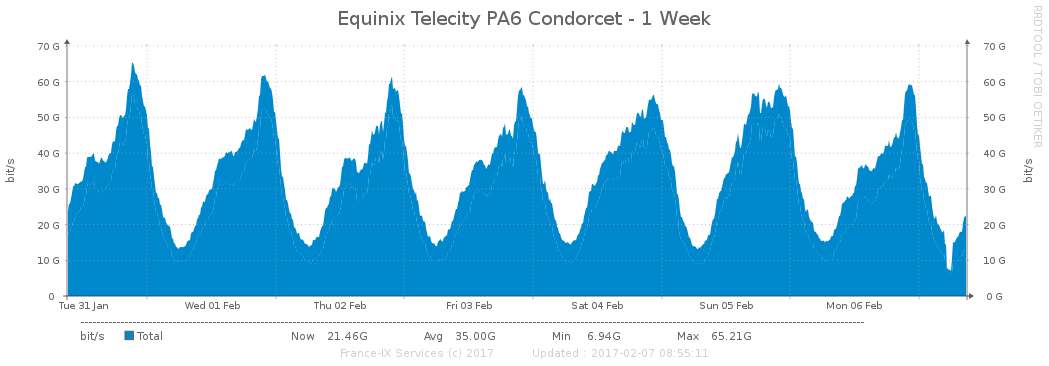 Equinix Telecity PA6 Condorcet - 1 Week
RRDTOOL / TOBI OETIKER
bit/s
70 G
60 G
50 G
40 G
30 G
20 G
10 G
0
70 G
60 G
50 G
40 G
30 G
20 G
10 G
0 G
bit/s
Tue 31 Jan Wed 01 Feb Thu 02 Feb Fri 03 Feb Sat 04 Feb Sun 05 Feb Mon 06 Feb
bit/s Total Now 21.46G Avg 35.00G Min 6.94G Max 65.21G
France-IX Services (c) 2017 Updated : 2017-02-07 08:55:11